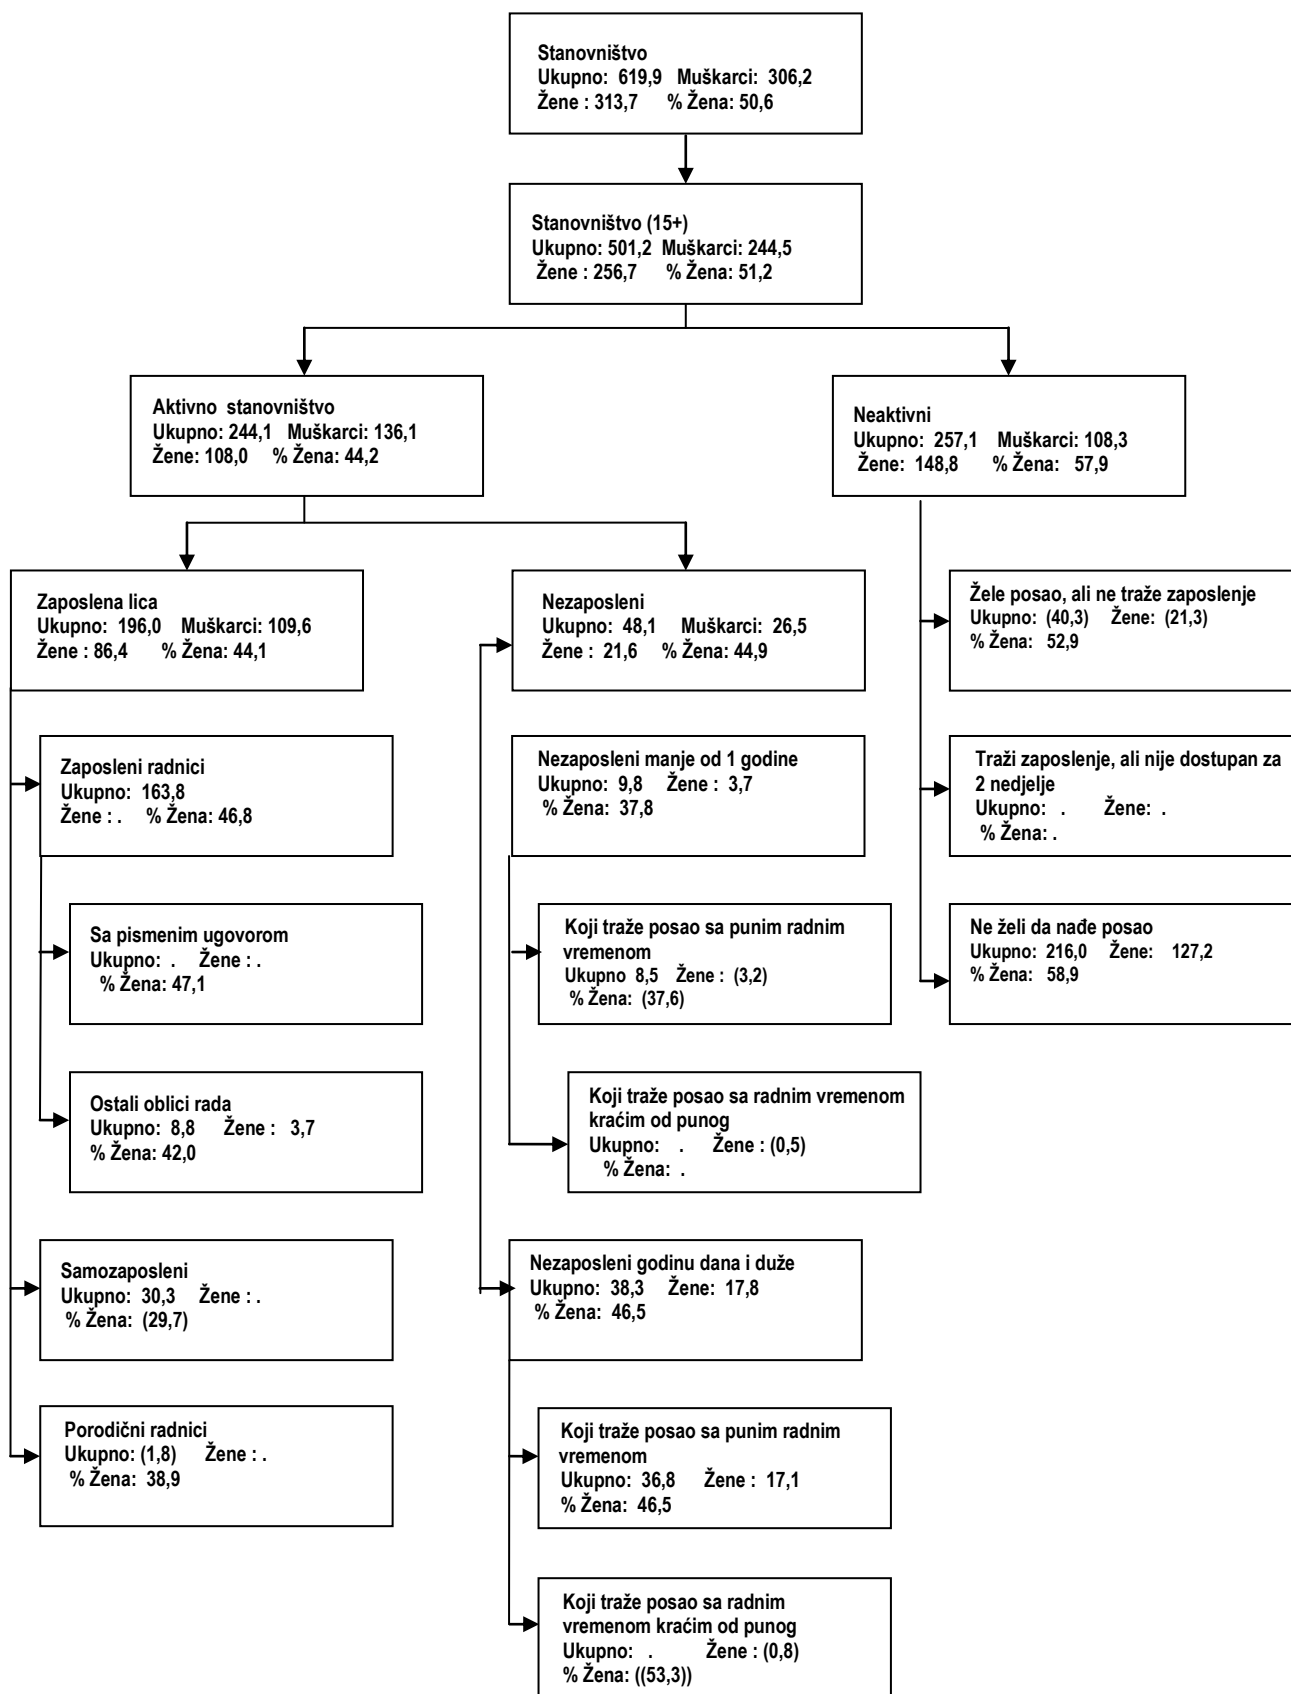 Stanovništvo
Ukupno: 619,9 Muškarci: 306,2
Žene : 313,7 % Žena: 50,6
Stanovništvo (15+)
Ukupno: 501,2 Muškarci: 244,5
Žene : 256,7 % Žena: 51,2
Aktivno stanovništvo
Ukupno: 244,1 Muškarci: 136,1
Žene: 108,0 % Žena: 44,2
Neaktivni
Ukupno: 257,1 Muškarci: 108,3
Žene: 148,8 % Žena: 57,9
Zaposlena lica
Ukupno: 196,0 Muškarci: 109,6
Žene : 86,4 % Žena: 44,1
Zaposleni radnici
Ukupno: 163,8
Žene : . % Žena: 46,8
Sa pismenim ugovorom
Ukupno: . Žene : .
% Žena: 47,1
Ostali oblici rada
Ukupno: 8,8 Žene : 3,7
% Žena: 42,0
Samozaposleni
Ukupno: 30,3 Žene : .
% Žena: (29,7)
Porodični radnici
Ukupno: (1,8) Žene : .
% Žena: 38,9
Nezaposleni
Ukupno: 48,1 Muškarci: 26,5
Žene : 21,6 % Žena: 44,9
Nezaposleni manje od 1 godine
Ukupno: 9,8 Žene : 3,7
% Žena: 37,8
Koji traže posao sa punim radnim
vremenom
Ukupno 8,5 Žene : (3,2)
% Žena: (37,6)
Koji traže posao sa radnim vremenom
kraćim od punog
Ukupno: . Žene : (0,5)
% Žena: .
Nezaposleni godinu dana i duže
Ukupno: 38,3 Žene: 17,8
% Žena: 46,5
Koji traže posao sa punim radnim
vremenom
Ukupno: 36,8 Žene : 17,1
% Žena: 46,5
Koji traže posao sa radnim
vremenom kraćim od punog
Ukupno: . Žene : (0,8)
% Žena: ((53,3))
Žele posao, ali ne traže zaposlenje
Ukupno: (40,3) Žene: (21,3)
% Žena: 52,9
Traži zaposlenje, ali nije dostupan za
2 nedjelje
Ukupno: . Žene: .
% Žena: .
Ne želi da nađe posao
Ukupno: 216,0 Žene: 127,2
% Žena: 58,9